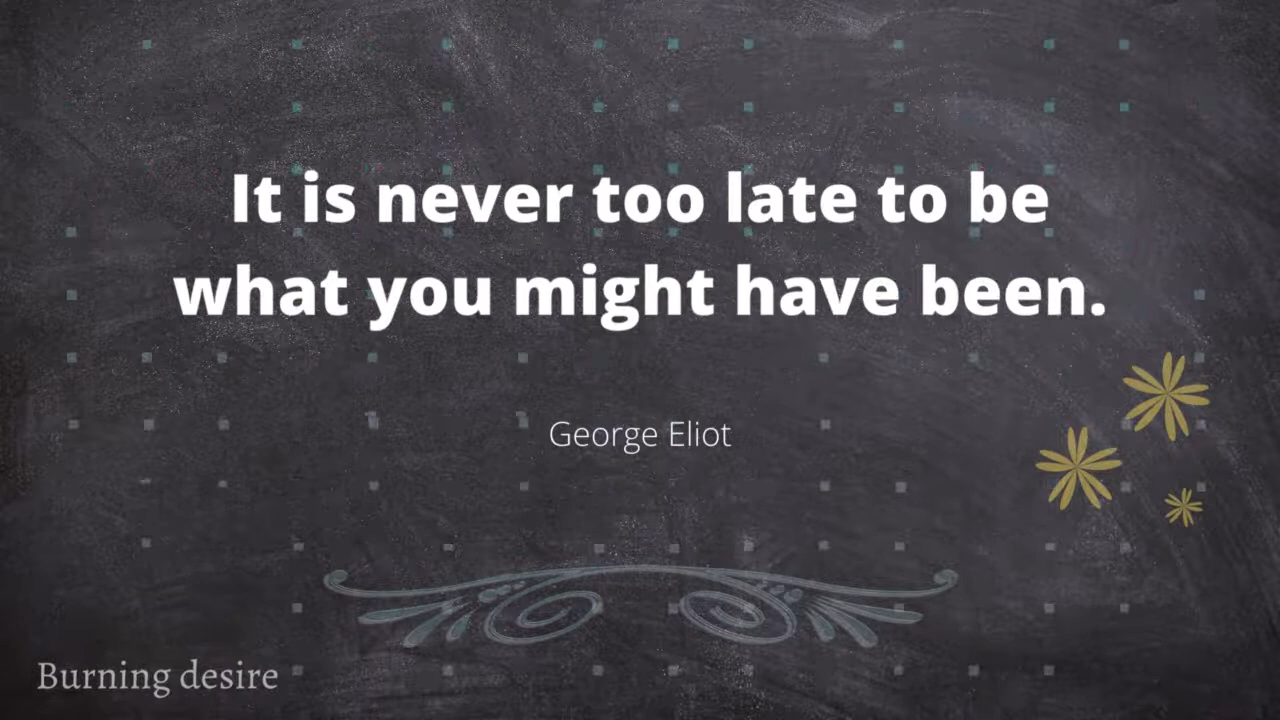 It is never too late to be
what you might have been.
George Eliot
Burning desire